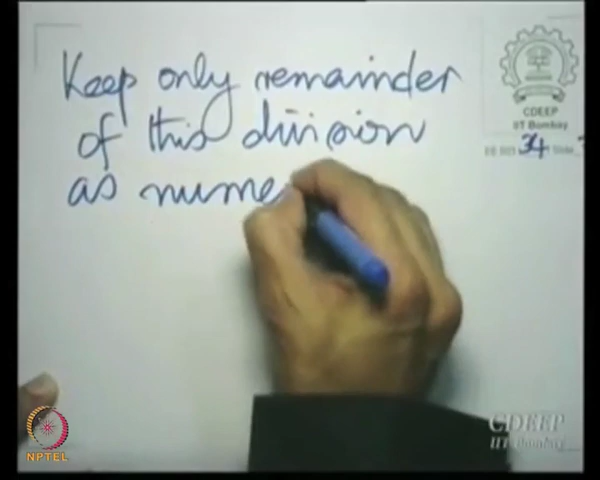 Keep only remainder
of this division
as nume
CDEEP
IIT Bombay
34
CDEEP
IIT Bombay
NPTEL